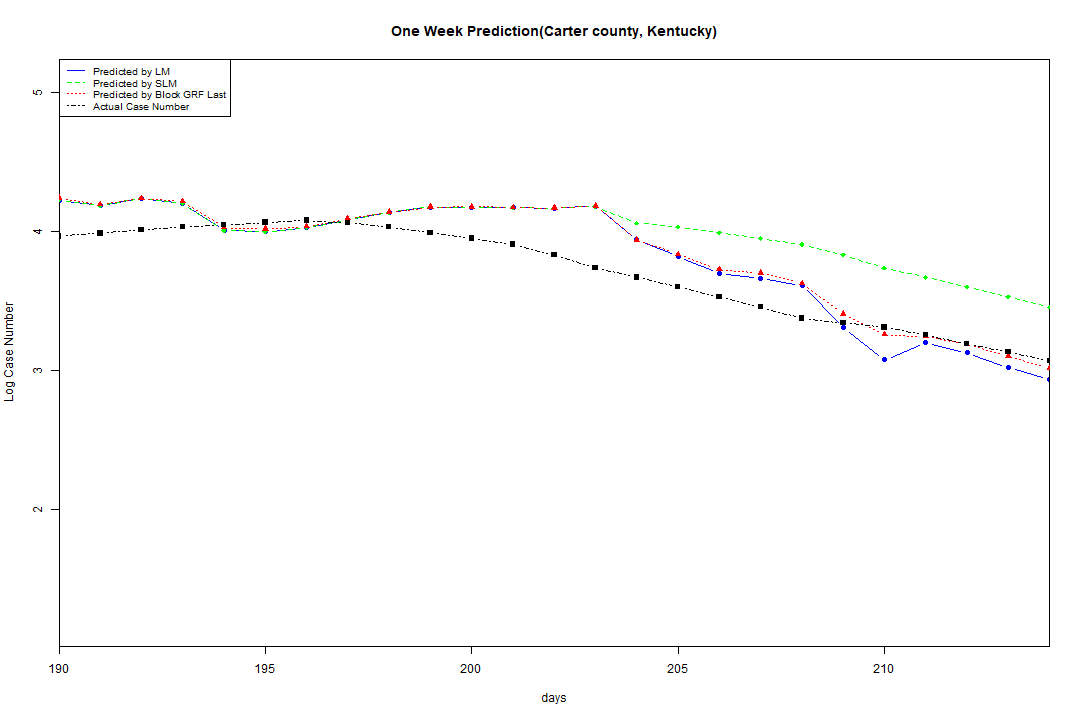 One Week Prediction(Carter county, Kentucky)
Predicted by LM
Predicted by SLM
Predicted by Block GRF Last
Actual Case Number
5
4
3
2
Log Case Number
190 195 200 205 210
days